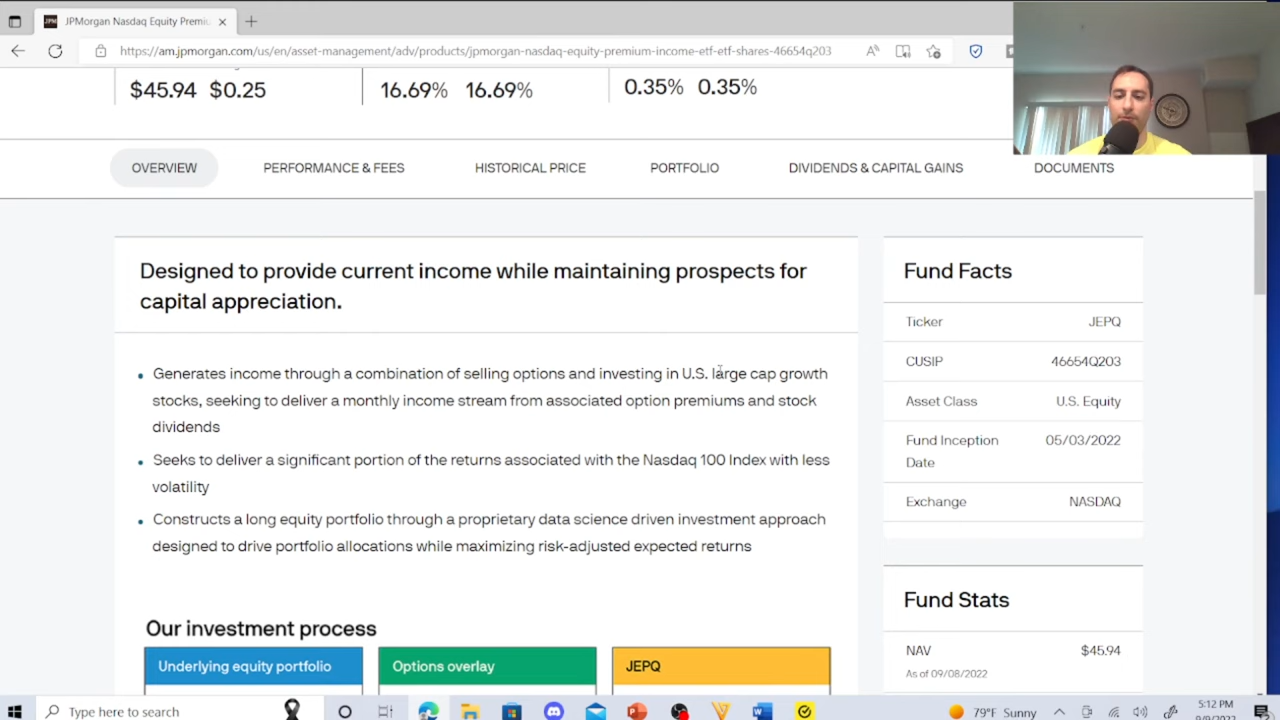 JPMorgan Nasdaq Equity Premiu
https://am.jpmorgan.com/us/en/asset-management/adv/products/jpmorgan-nasdaq-equity-premium-income-etf-etf-shares-46654q203
$45.94 $0.25 16.69% 16.69% 0.35% 0.35%
OVERVIEW PERFORMANCE & FEES HISTORICAL PRICE PORTFOLIO DIVIDENDS & CAPITAL GAINS DOCUMENTS
Designed to provide current income while maintaining prospects for
capital appreciation.
Generates income through a combination of selling options and investing in U.S. large cap growth
stocks, seeking to deliver a monthly income stream from associated option premiums and stock
dividends
Seeks to deliver a significant portion of the returns associated with the Nasdaq 100 Index with less
volatility
Constructs a long equity portfolio through a proprietary data science driven investment approach
designed to drive portfolio allocations while maximizing risk-adjusted expected returns
Our investment process
Underlying equity portfolio Options overlay JEPQ
Fund Facts
Ticker JEPQ
CUSIP 46654Q203
Asset Class U.S. Equity
Fund Inception 05/03/2022
Date
Exchange NASDAQ
Fund Stats
NAV $45.94
As of 09/08/2022
Type here to search
79°F Sunny
5:12 PM